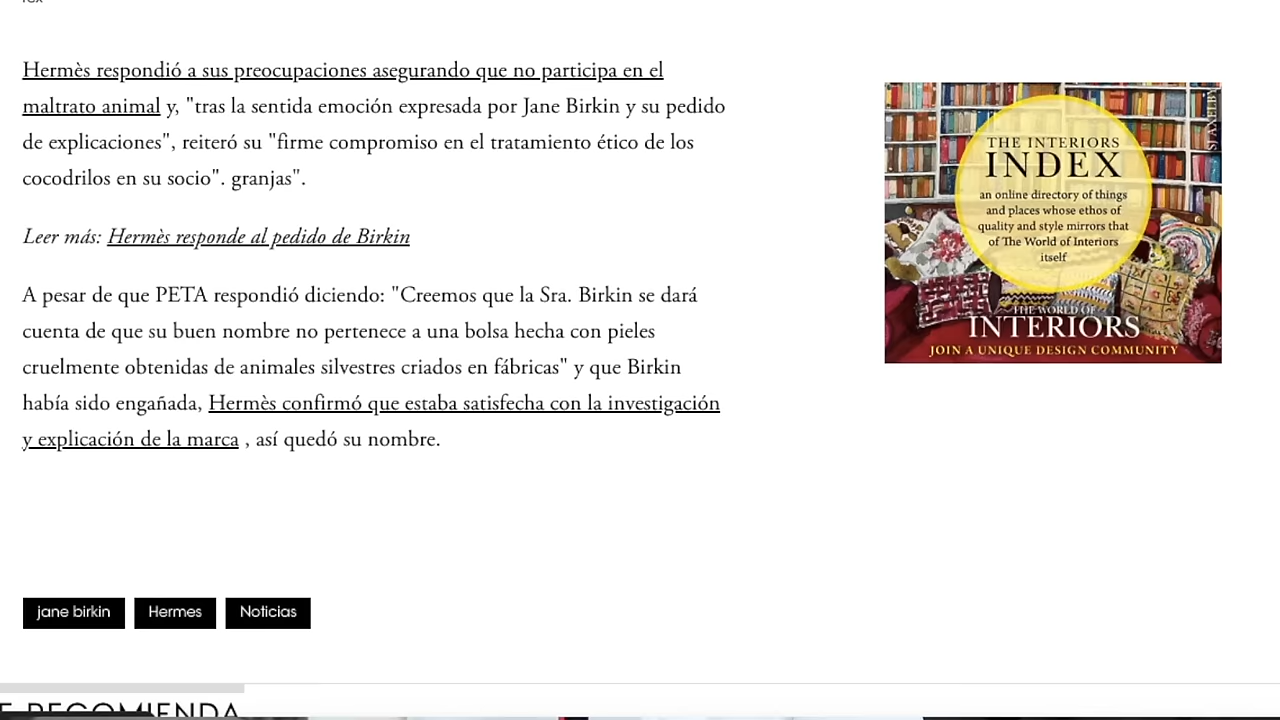 Hermès respondió a sus preocupaciones asegurando que no participa en el
maltrato animal y, "tras la sentida emoción expresada por Jane Birkin y su pedido
de explicaciones", reiteró su "firme compromiso en el tratamiento ético de los
cocodrilos en su socio". granjas".
Leer más: Hermès responde al pedido de Birkin
A pesar de que PETA respondió diciendo: "Creemos que la Sra. Birkin se dará
cuenta de que su buen nombre no pertenece a una bolsa hecha con pieles
cruelmente obtenidas de animales silvestres criados en fábricas" y que Birkin
había sido engañada, Hermès confirmó que estaba satisfecha con la investigación
y explicación de la marca , así quedó su nombre.
THE INTERIORS
INDEX
an online directory of things
and places whose ethos of
quality and style mirrors that
of The World of Interiors
itself
THE WORLD OF
INTERIORS
JOIN A UNIQUE DESIGN COMMUNITY
jane birkin
Hermes
Noticias
E RECOMIENDA